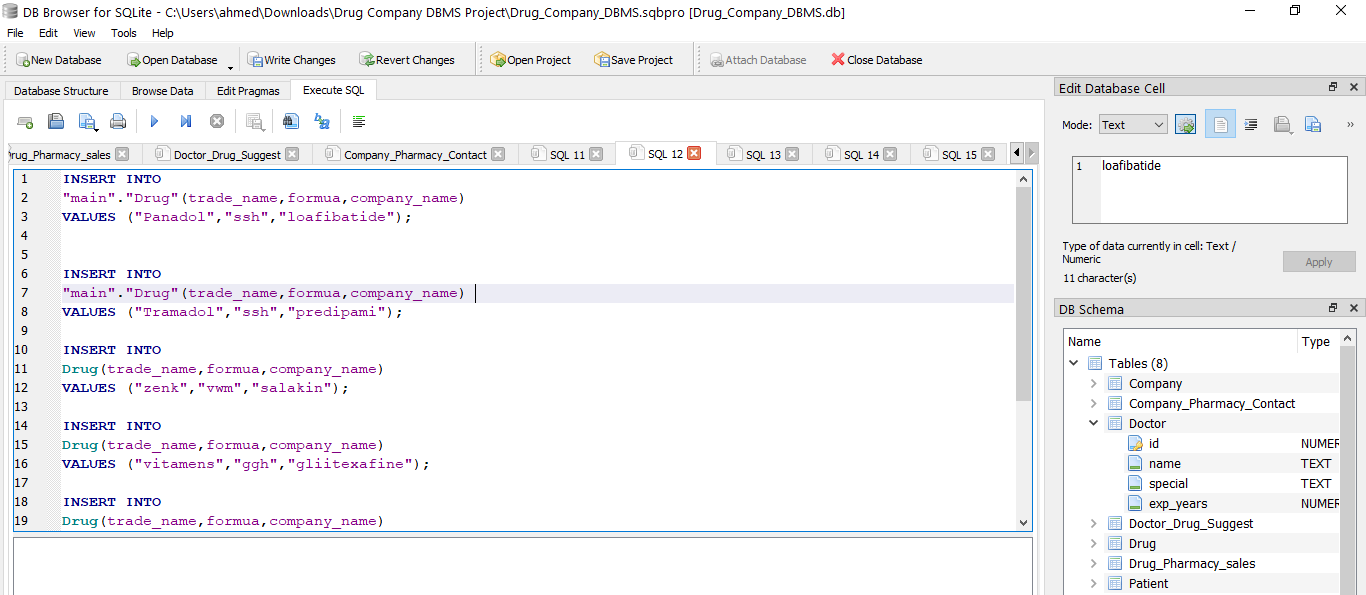 DB Browser for SQLite - C:\Users\ahmed\Downloads\Drug Company DBMS Project\Drug_Company_DBMS.sqbpro [Drug_Company_DBMS.db]
File Edit View Tools Help
New Database Open Database Write Changes Revert Changes Open Project Save Project Attach Database Close Database
Database Structure Browse Data Edit Pragmas Execute SQL
rug_Pharmacy_sales Doctor_Drug_Suggest Company_Pharmacy_Contact SQL 11 SQL 12 SQL 13 SQL 14 SQL 15
1 INSERT INTO
2 "main"."Drug"(trade_name,formua,company_name)
3 VALUES ("Panadol","ssh","loafibatide");
4
5
6 INSERT INTO
7 "main"."Drug"(trade_name,formua,company_name)
8 VALUES ("Tramadol","ssh","predipami");
9
10 INSERT INTO
11 Drug(trade_name,formua,company_name)
12 VALUES ("zenk","vwm","salakin");
13
14 INSERT INTO
15 Drug(trade_name,formua,company_name)
16 VALUES ("vitamens","ggh","gliitexafine");
17
18 INSERT INTO
19 Drug(trade_name,formua,company_name)
Edit Database Cell
Mode: Text
1 loafibatide
Type of data currently in cell: Text /
Numeric
11 character(s)
Apply
DB Schema
Name Type
Tables (8)
Company
Company_Pharmacy_Contact
Doctor
id NUMER
name TEXT
special TEXT
exp_years NUMER
Doctor_Drug_Suggest
Drug
Drug_Pharmacy_sales
Patient